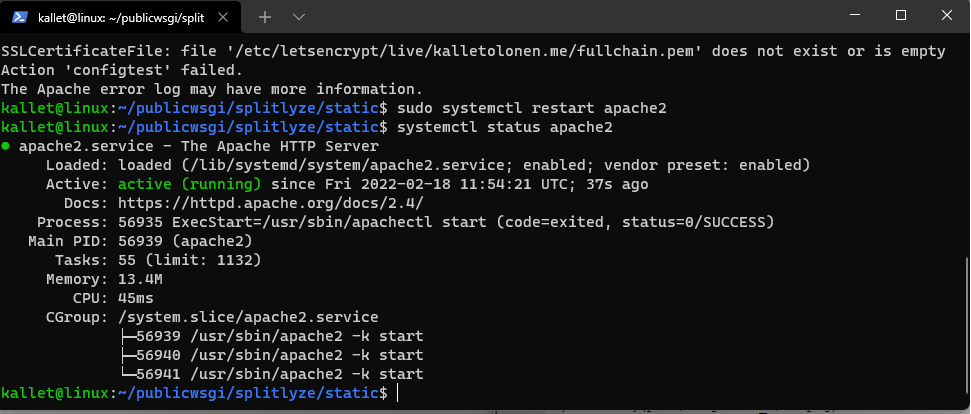 kallet@linux: ~/publicwsgi/split
SSLCertificateFile: file '/etc/letsencrypt/live/kalletolonen.me/fullchain.pem' does not exist or is empty
Action 'configtest' failed.
The Apache error log may have more information.
kallet@linux:~/publicwsgi/splitlyze/static$ sudo systemctl restart apache2
kallet@linux:~/publicwsgi/splitlyze/static$ systemctl status apache2
● apache2.service - The Apache HTTP Server
Loaded: loaded (/lib/systemd/system/apache2.service; enabled; vendor preset: enabled)
Active: active (running) since Fri 2022-02-18 11:54:21 UTC; 37s ago
Docs: https://httpd.apache.org/docs/2.4/
Process: 56935 ExecStart=/usr/sbin/apachectl start (code=exited, status=0/SUCCESS)
Main PID: 56939 (apache2)
Tasks: 55 (limit: 1132)
Memory: 13.4M
CPU: 45ms
CGroup: /system.slice/apache2.service
├─56939 /usr/sbin/apache2 -k start
├─56940 /usr/sbin/apache2 -k start
└─56941 /usr/sbin/apache2 -k start
kallet@linux:~/publicwsgi/splitlyze/static$